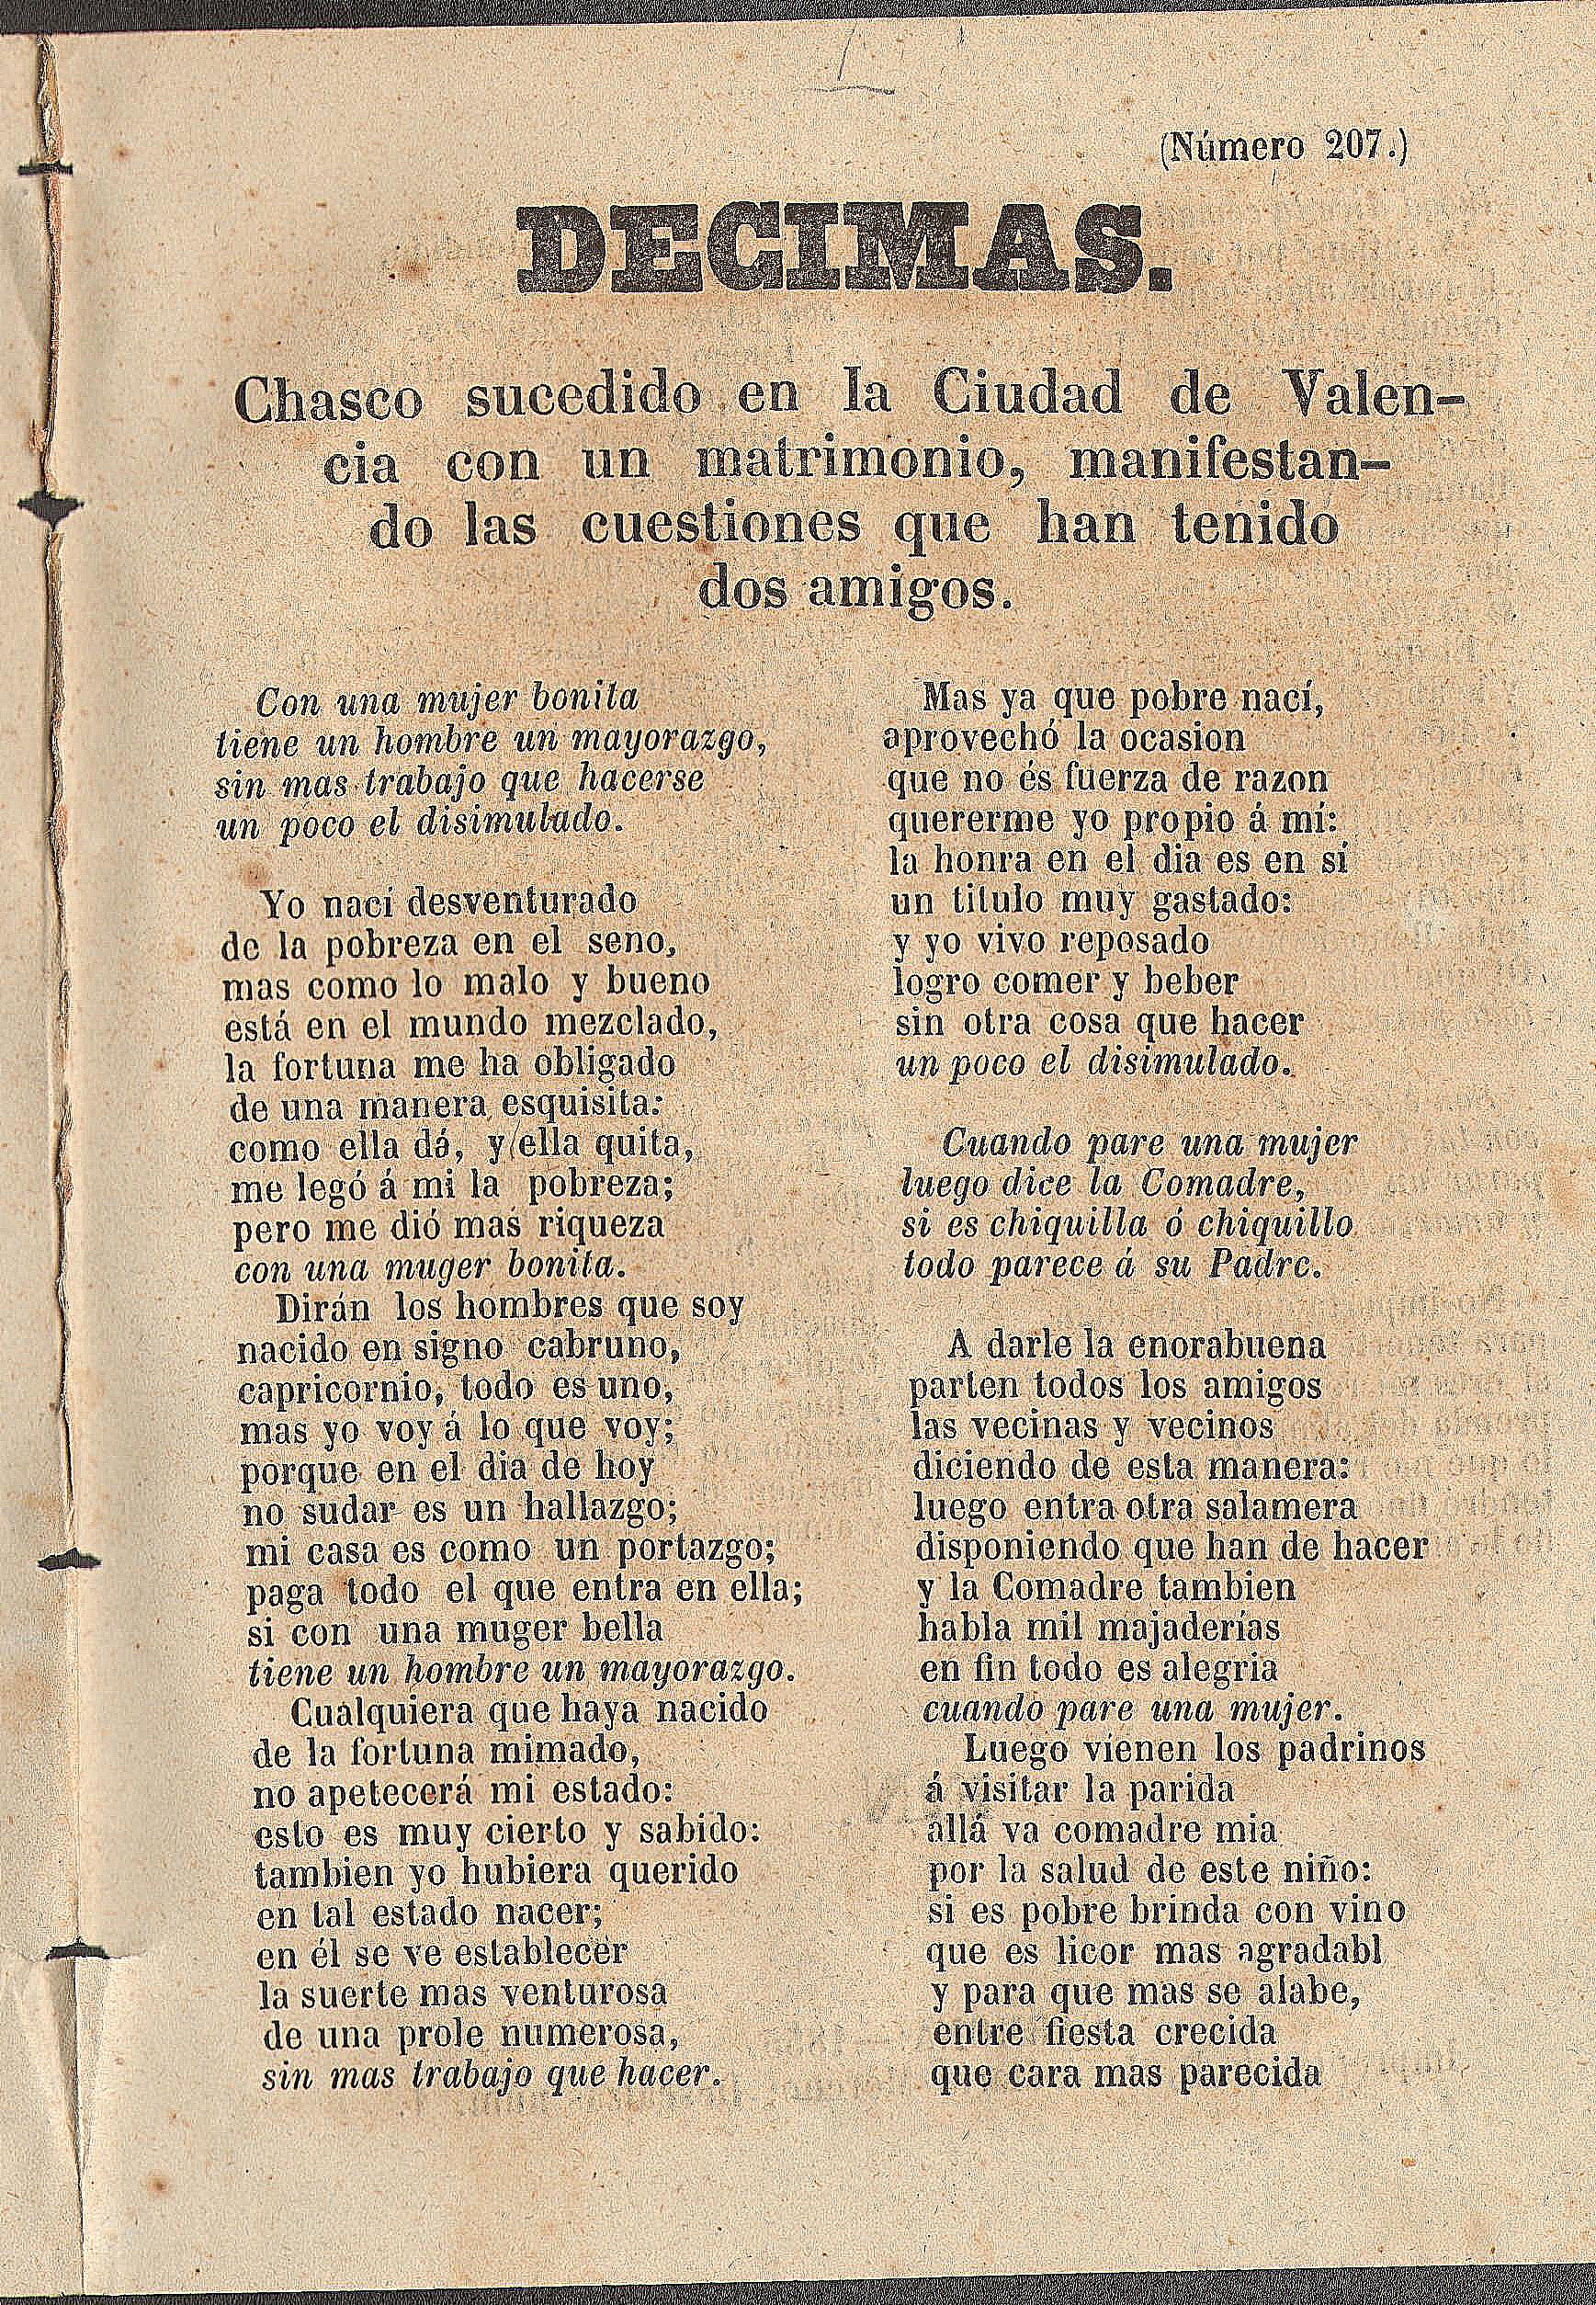 (Número 207.)
DECIMAS.
Chasco sucedido en la Ciudad de Valen-
cia con un matrimonio, manifestan-
do las cuestiones que han tenido
dos amigos.
Con una mujer bonita
tiene un hombre un mayorazgo,
sin mas trabajo que hacerse
un poco el disimulado.
Yo nací desventurado
de la pobreza en el seno,
mas como lo malo y bueno
está en el mundo mezclado,
la fortuna me ha obligado
de una manera esquisita:
como ella dá, y ella quita,
me legó á mi la pobreza;
pero me dió mas riqueza
con una muger bonita.
Dirán los hombres que soy
nacido en signo cabruno,
capricornio, todo es uno,
mas yo voy á lo que voy;
porque en el dia de hoy
no sudar es un hallazgo;
mi casa es como un portazgo;
paga todo el que entra en ella;
si con una muger bella
tiene un hombre un mayorazgo.
Cualquiera que haya nacido
de la fortuna mimado,
no apetecerá mi estado:
esto es muy cierto y sabido:
tambien yo hubiera querido
en tal estado nacer;
en él se ve establecer
la suerte mas venturosa
de una prole numerosa,
sin mas trabajo que hacer.
Mas ya que pobre nací,
aprovechó la ocasion
que no és fuerza de razon
quererme yo propio á mí:
la honra en el dia es en sí
un titulo muy gastado:
y yo vivo reposado
logro comer y beber
sin otra cosa que hacer
un poco el disimulado.
Cuando pare una mujer
luego dice la Comadre,
si es chiquilla ó chiquillo
todo parece á su Padre.
A darle la enorabuena
parten todos los amigos
las vecinas y vecinos
diciendo de esta manera:
luego entra otra salamera
disponiendo que han de hacer
y la Comadre tambien
habla mil majaderías
en fin todo es alegria
cuando pare una mujer.
Luego vienen los padrinos
á visitar la parida
allá va comadre mia
por la salud de este niño:
si es pobre brinda con vino
que es licor mas agradabl
y para que mas se alabe,
entre fiesta crecida
que cara mas parecida